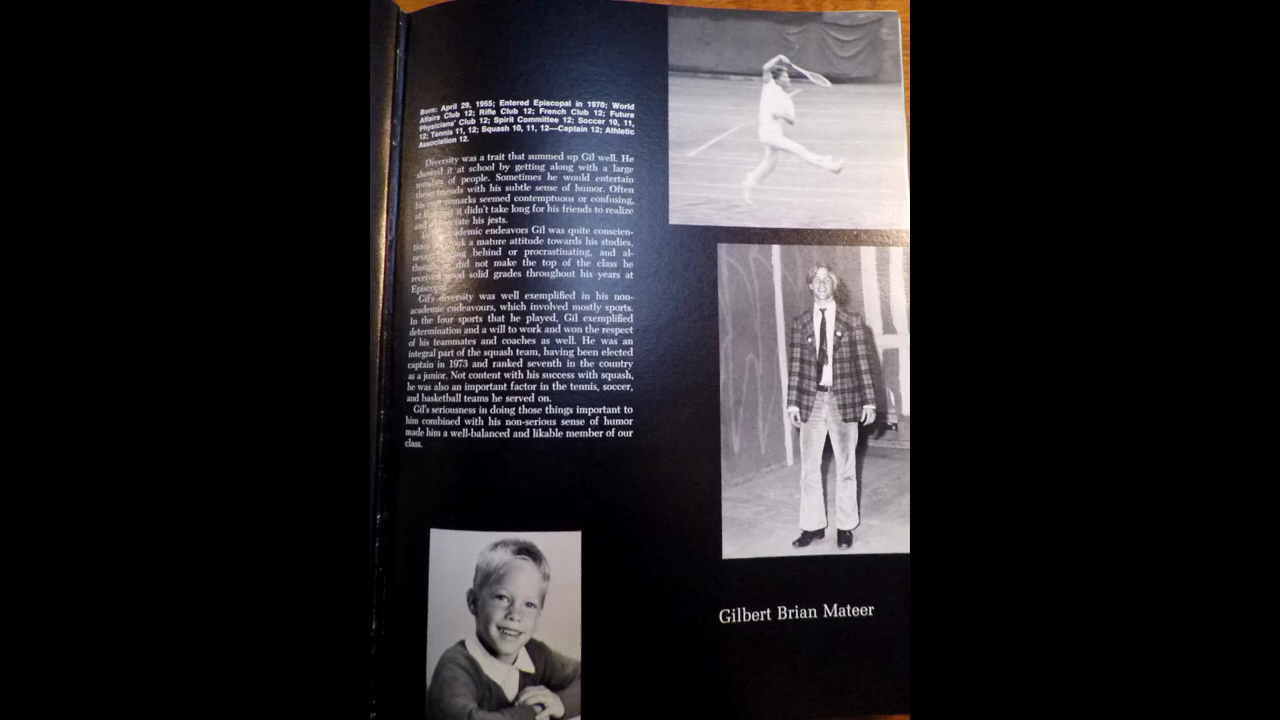 Born: April 29, 1955; Entered Episcopal in 1970; World
Affairs Club 12; Rifle Club 12; French Club 12; Future
Physicians' Club 12; Spirit Committee 12; Soccer 10, 11,
12; Tennis 11, 12; Squash 10, 11, 12—Captain 12; Athletic
Association 12.
Diversity was a trait that summed up Gil well. He
showed it at school by getting along with a large
number of people. Sometimes he would entertain
these friends with his subtle sense of humor. Often
his remarks seemed contemptuous or confusing,
at it didn't take long for his friends to realize
and his jests.
In endeavors Gil was quite conscien-
a mature attitude towards his studies,
behind or procrastinating, and al-
did not make the top of the class he
received good solid grades throughout his years at
Episcopal.
Gil's diversity was well exemplified in his non-
academic endeavours, which involved mostly sports.
In the four sports that he played, Gil exemplified
determination and a will to work and won the respect
of his teammates and coaches as well. He was an
integral part of the squash team, having been elected
captain in 1973 and ranked seventh in the country
as a junior. Not content with his success with squash,
he was also an important factor in the tennis, soccer,
and basketball teams he served on.
Gil's seriousness in doing those things important to
him combined with his non-serious sense of humor
made him a well-balanced and likable member of our
class.
Gilbert Brian Mateer